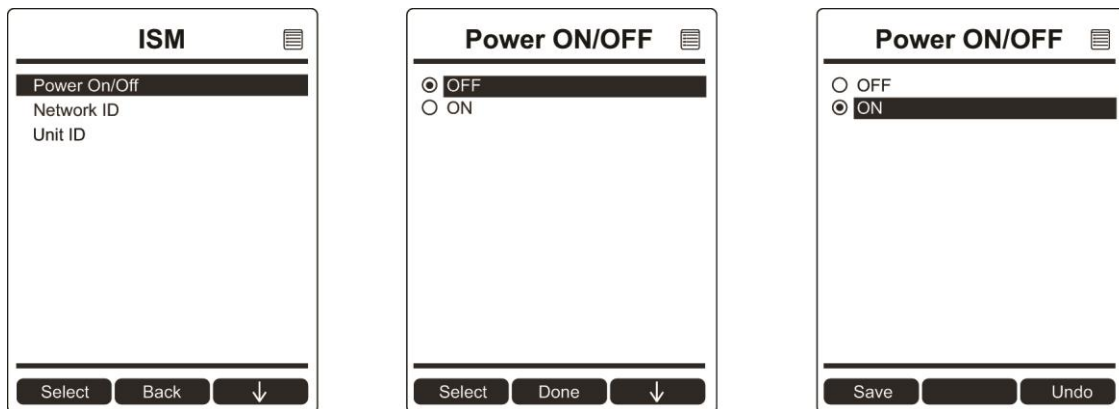 ISM
Power On/Off
Network ID
Unit ID
Select Back ↓
Power ON/OFF
OFF
ON
Select Done ↓
Power ON/OFF
OFF
ON
Save Undo